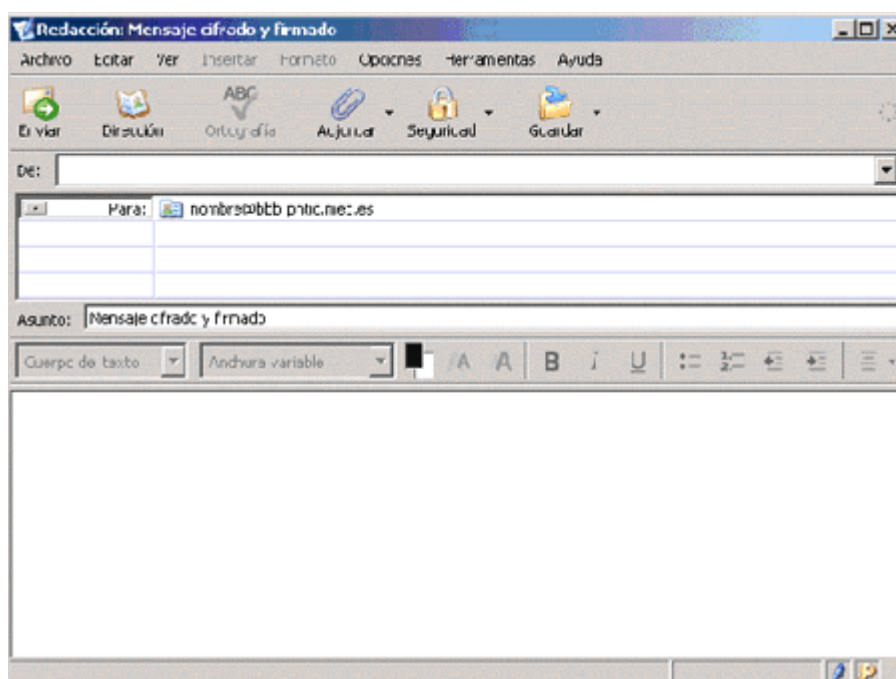 Redacción: Mensaje cifrado y firmado
Archivo Editar Ver Insertar Formato Opciones Herramientas Ayuda
ABC
Enviar Dirección Ortografía Adjuntar Seguridad Guardar
De:
Para:
Asunto: Mensaje cifrado y firmado
Cuerpo de texto Anchura variable A A B i U